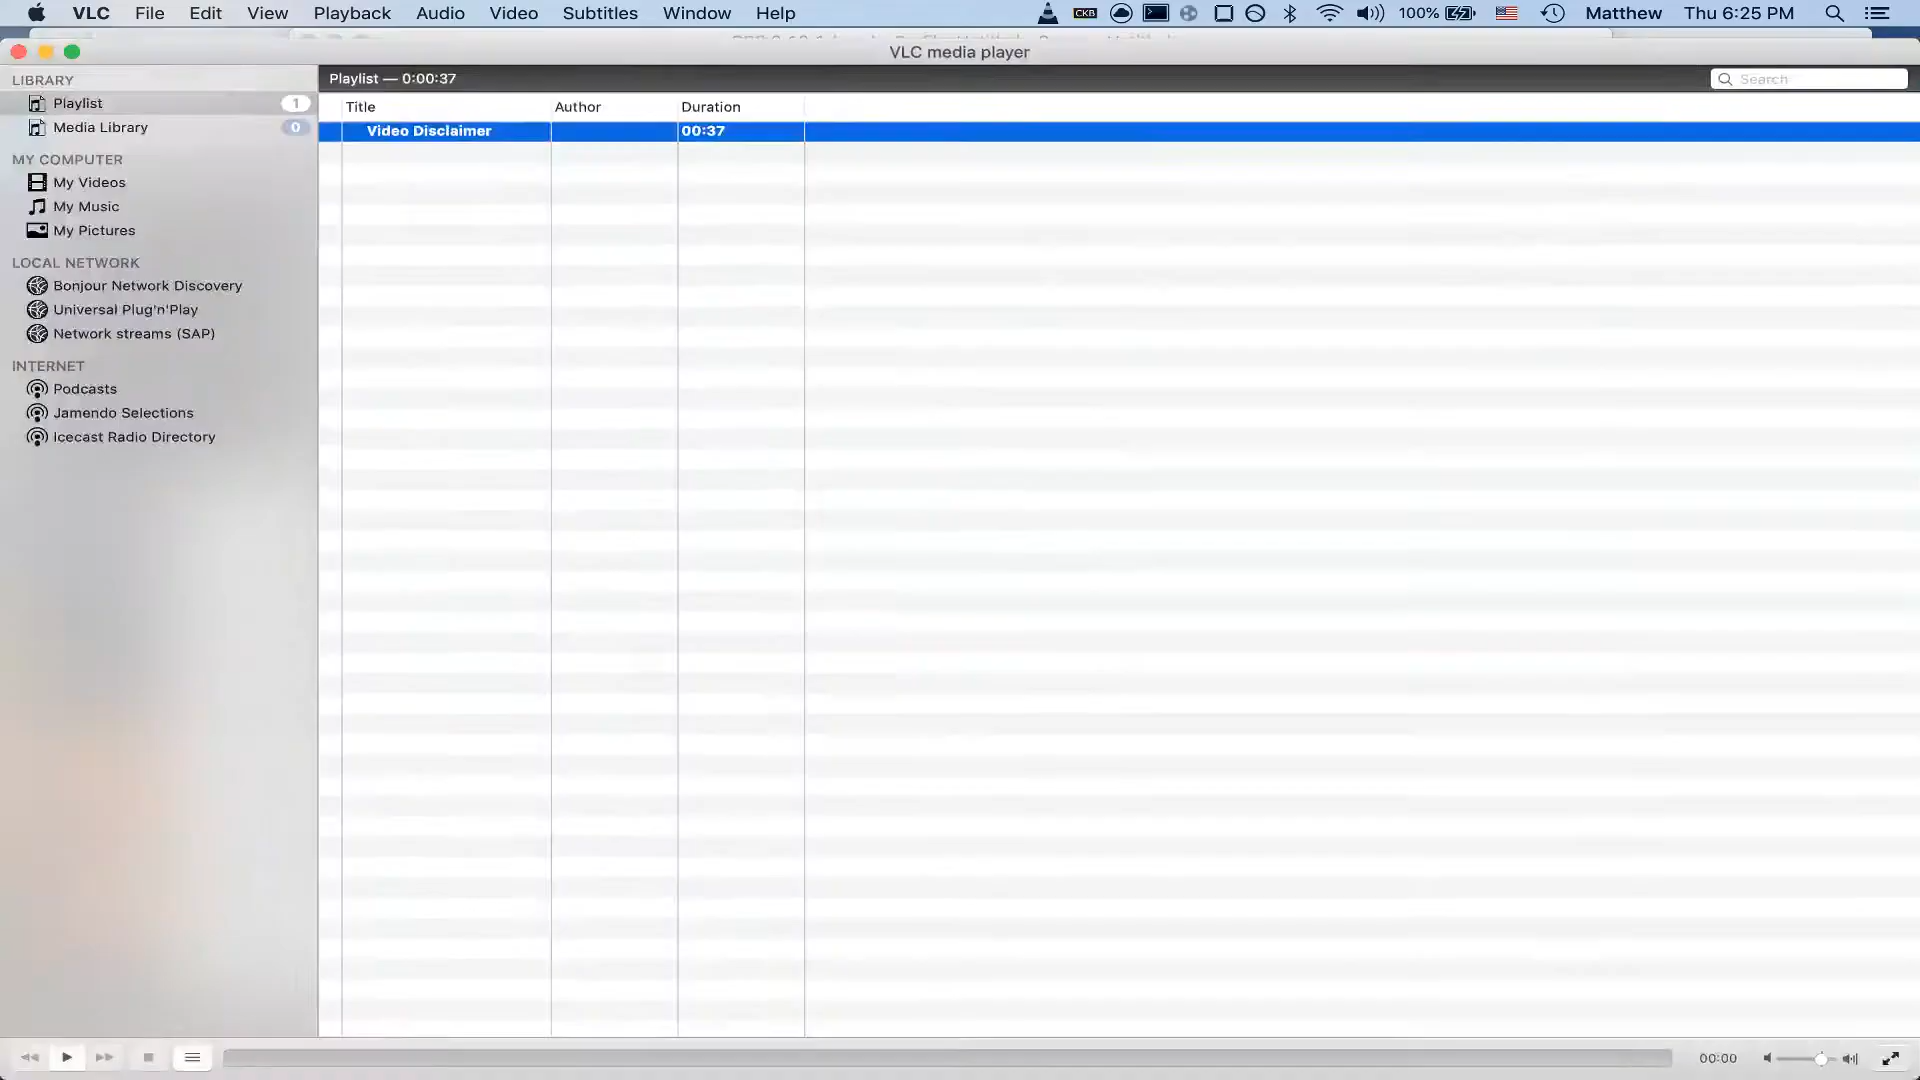 VLC File Edit View Playback Audio Video Subtitles Window Help CKB 100% Matthew Thu 6:25 PM
VLC media player
LIBRARY
Playlist 1
Media Library 0
MY COMPUTER
My Videos
My Music
My Pictures
LOCAL NETWORK
Bonjour Network Discovery
Universal Plug'n'Play
Network streams (SAP)
INTERNET
Podcasts
Jamendo Selections
Icecast Radio Directory
Playlist — 0:00:37 Search
Title Author Duration
Video Disclaimer 00:37
00:00